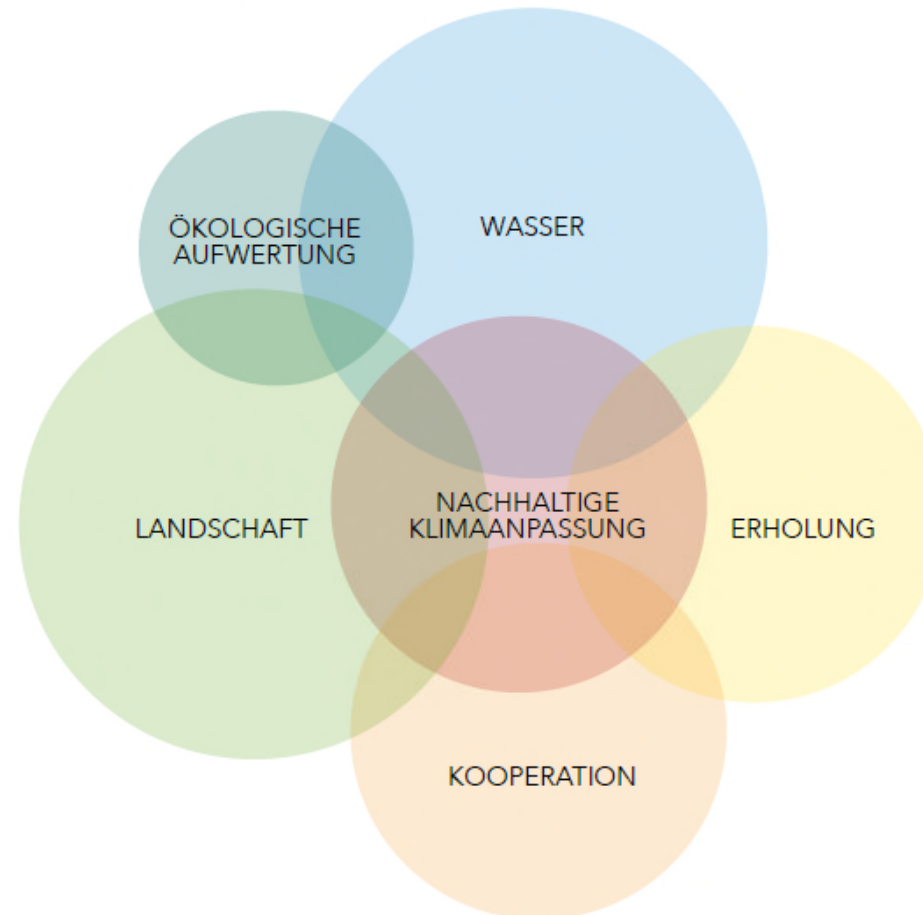 ÖKOLOGISCHE
AUFWERTUNG
WASSER
LANDSCHAFT
NACHHALTIGE
KLIMAANPASSUNG
ERHOLUNG
KOOPERATION